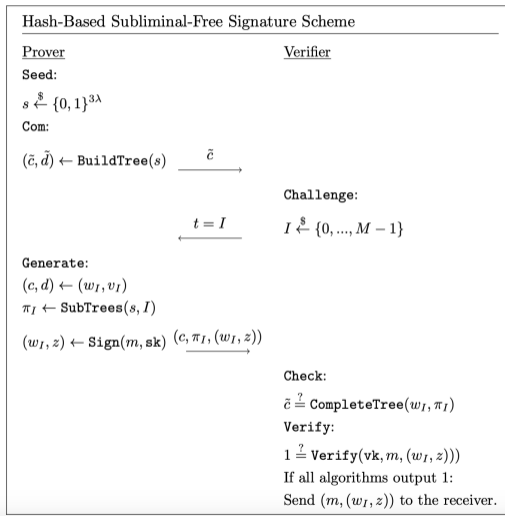 Hash-Based Subliminal-Free Signature Scheme
Prover Verifier
Seed:
s $← {0, 1}^{3λ}
Com:
(c̃, d̃) ← BuildTree(s) c̃
Challenge:
t = I I $← {0, ..., M − 1}
Generate:
(c, d) ← (w_I, v_I)
π_I ← SubTrees(s, I)
(w_I, z) ← Sign(m, sk) (c, π_I, (w_I, z))
Check:
c̃ ?= CompleteTree(w_I, π_I)
Verify:
1 ?= Verify(vk, m, (w_I, z)))
If all algorithms output 1:
Send (m, (w_I, z)) to the receiver.